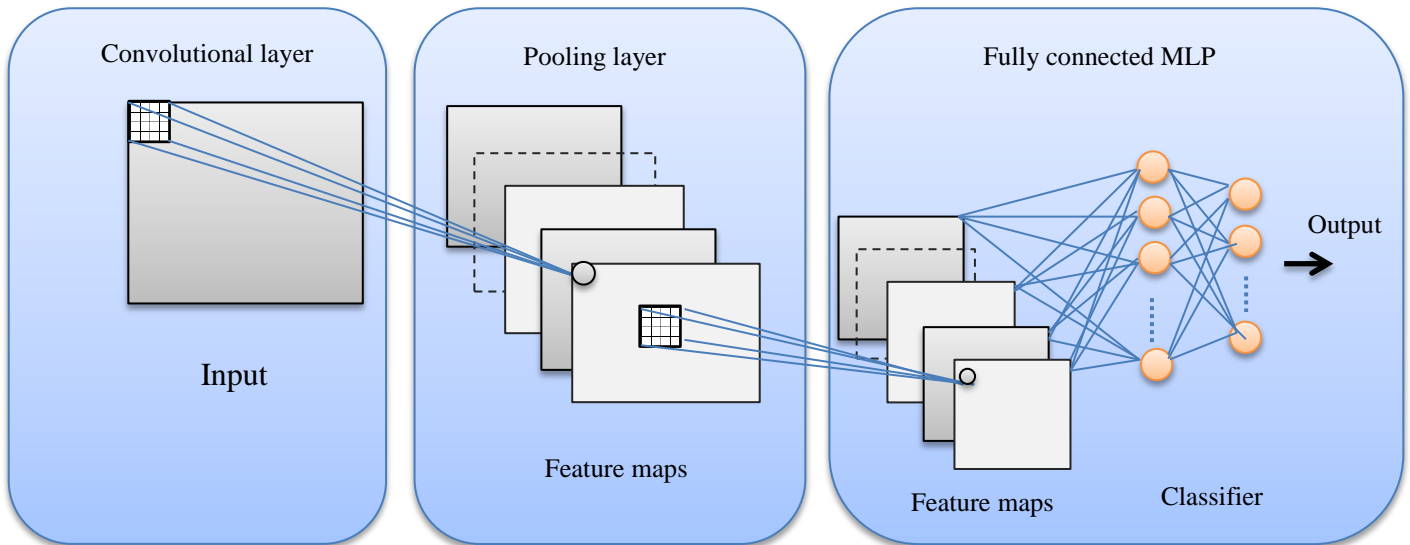 Convolutional layer
Input
Pooling layer
Feature maps
Fully connected MLP
Output
Feature maps
Classifier